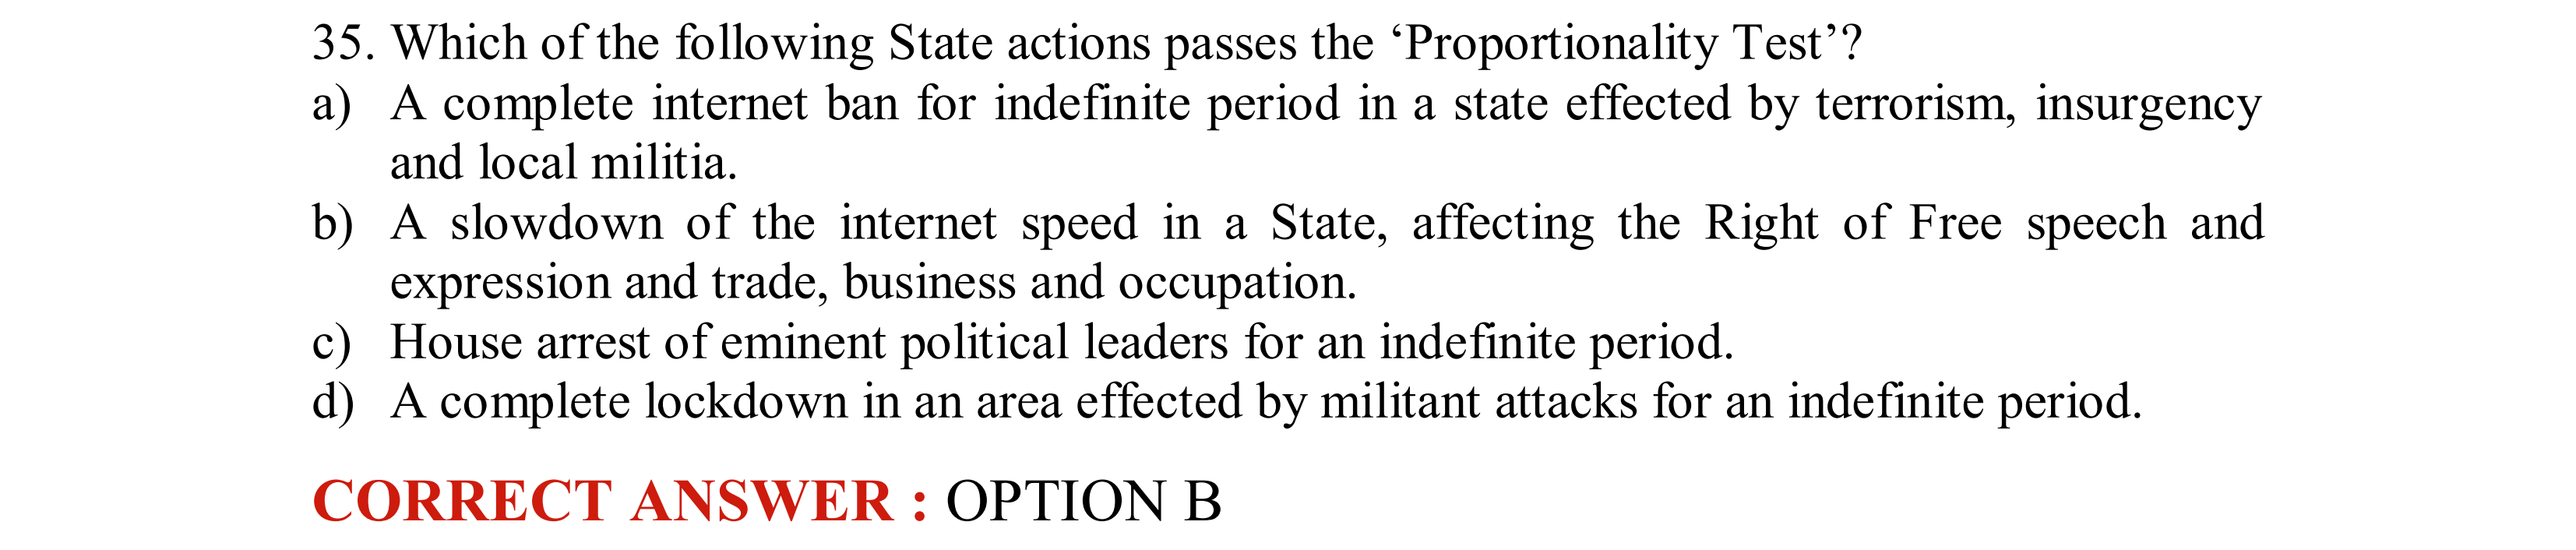 35. Which of the following State actions passes the ‘Proportionality Test’?
a) A complete internet ban for indefinite period in a state effected by terrorism, insurgency
and local militia.
b) A slowdown of the internet speed in a State, affecting the Right of Free speech and
expression and trade, business and occupation.
c) House arrest of eminent political leaders for an indefinite period.
d) A complete lockdown in an area effected by militant attacks for an indefinite period.
CORRECT ANSWER : OPTION B